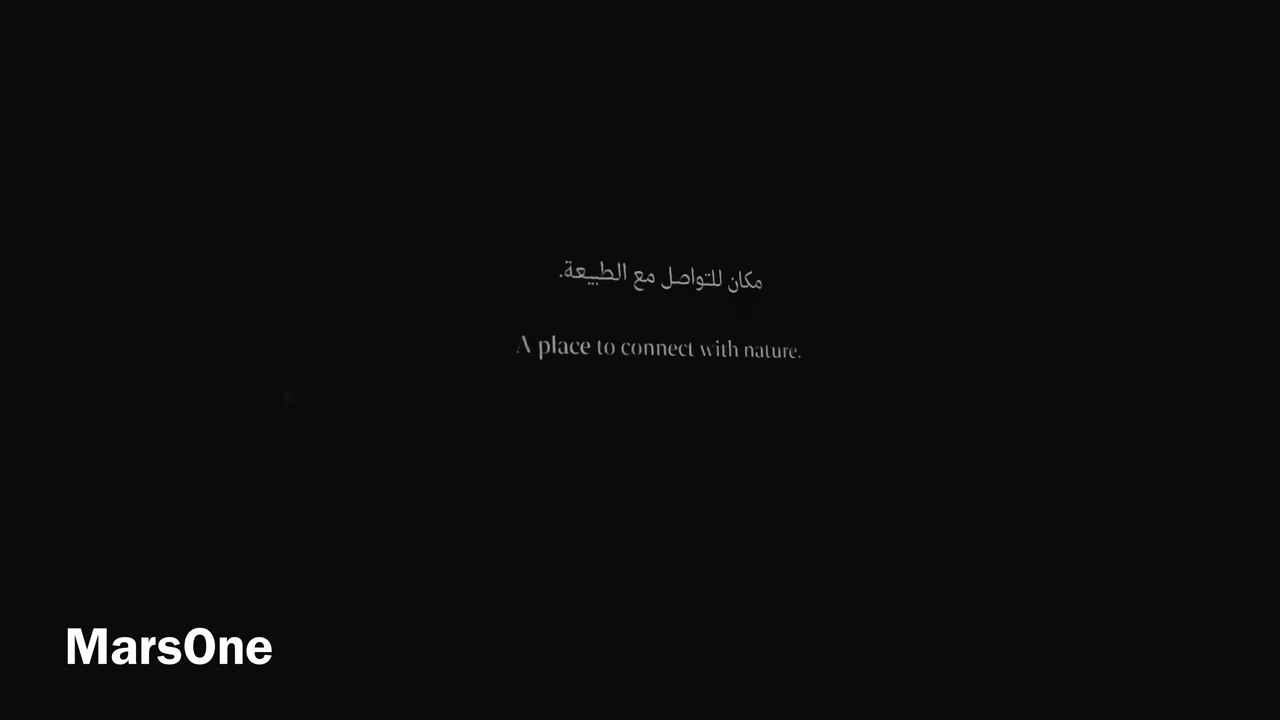 مكان للتواصل مع الطبيعة.
A place to connect with nature.
MarsOne